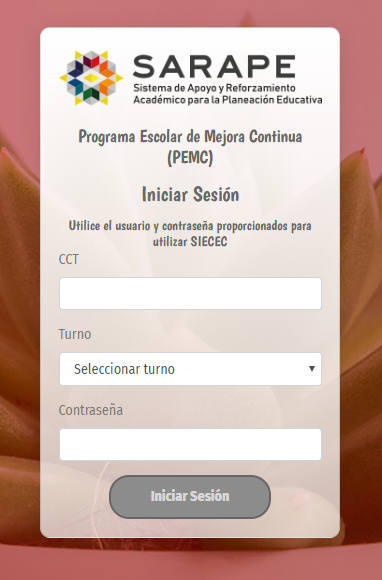 SARAPE
Sistema de Apoyo y Reforzamiento
Académico para la Planeación Educativa
Programa Escolar de Mejora Continua
(PEMC)
Iniciar Sesión
Utilice el usuario y contraseña proporcionados para
utilizar SIECEC
CCT
Turno
Seleccionar turno
Contraseña
Iniciar Sesión